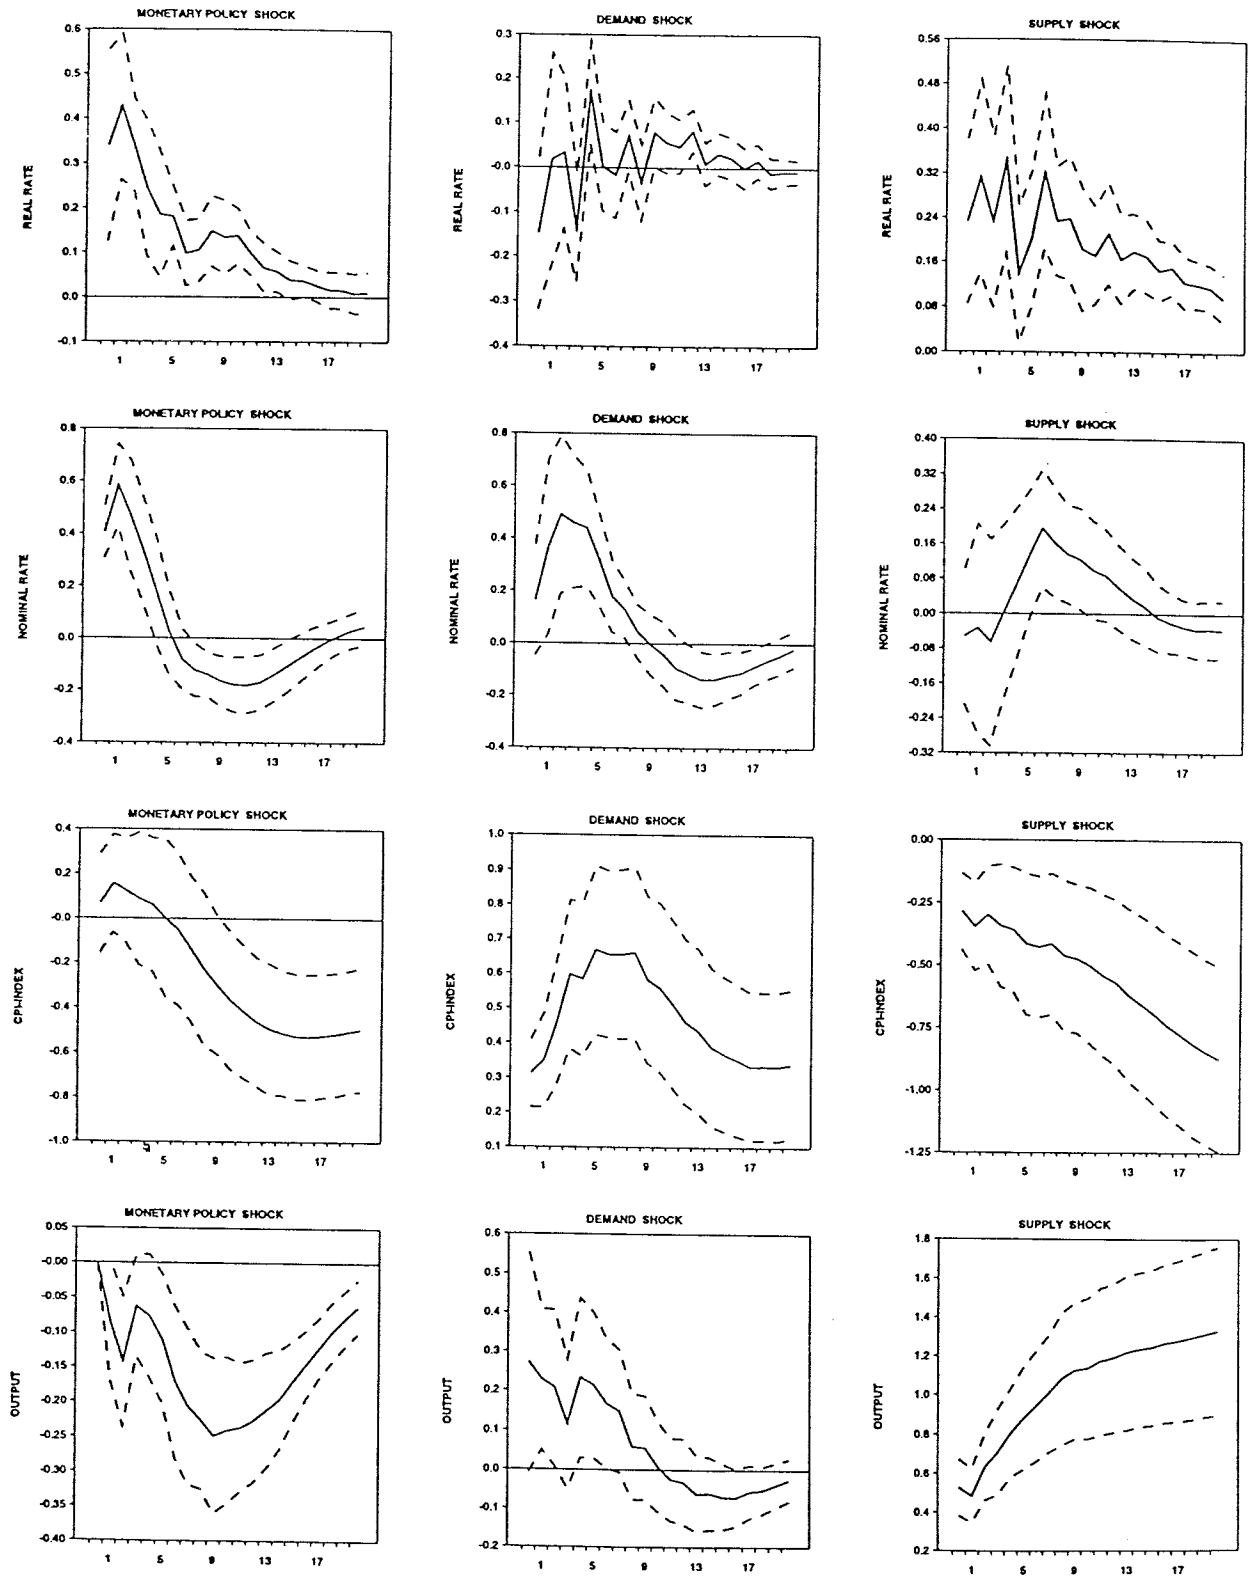 MONETARY POLICY SHOCK
0.6
0.5
0.4
0.3
0.2
0.1
0.0
-0.1
REAL RATE
1 5 9 13 17
DEMAND SHOCK
0.3
0.2
0.1
-0.0
-0.1
-0.2
-0.3
-0.4
REAL RATE
1 5 9 13 17
SUPPLY SHOCK
0.56
0.48
0.40
0.32
0.24
0.16
0.08
0.00
REAL RATE
1 5 9 13 17
MONETARY POLICY SHOCK
0.8
0.6
0.4
0.2
0.0
-0.2
-0.4
NOMINAL RATE
1 5 9 13 17
DEMAND SHOCK
0.8
0.6
0.4
0.2
0.0
-0.2
-0.4
NOMINAL RATE
1 5 9 13 17
SUPPLY SHOCK
0.40
0.32
0.24
0.16
0.08
0.00
-0.08
-0.16
-0.24
-0.32
NOMINAL RATE
1 5 9 13 17
MONETARY POLICY SHOCK
0.4
0.2
-0.0
-0.2
-0.4
-0.6
-0.8
-1.0
CPI-INDEX
1 5 9 13 17
DEMAND SHOCK
1.0
0.9
0.8
0.7
0.6
0.5
0.4
0.3
0.2
0.1
CPI-INDEX
1 5 9 13 17
SUPPLY SHOCK
0.00
-0.25
-0.50
-0.75
-1.00
-1.25
CPI-INDEX
1 5 9 13 17
MONETARY POLICY SHOCK
0.05
-0.00
-0.05
-0.10
-0.15
-0.20
-0.25
-0.30
-0.35
-0.40
OUTPUT
1 5 9 13 17
DEMAND SHOCK
0.6
0.5
0.4
0.3
0.2
0.1
0.0
-0.1
-0.2
OUTPUT
1 5 9 13 17
SUPPLY SHOCK
1.8
1.6
1.4
1.2
1.0
0.8
0.6
0.4
0.2
OUTPUT
1 5 9 13 17